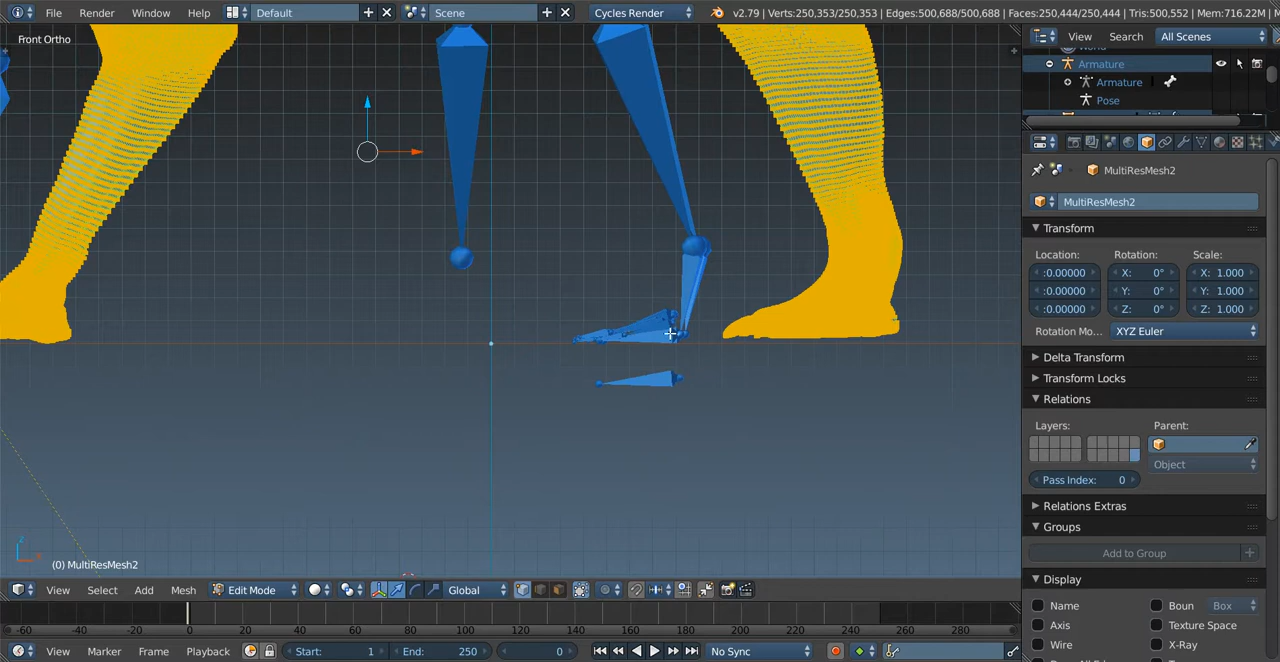 File Render Window Help Default Scene Cycles Render v2.79 | Verts:250,353/250,353 | Edges:500,688/500,688 | Faces:250,444/250,444 | Tris:500,552 | Mem:716.22M |
Front Ortho
View Search All Scenes
World
Armature
Armature
Pose
MultiResMesh2
MultiResMesh2
Transform
Location: Rotation: Scale:
:0.00000 X: 0° X: 1.000
:0.00000 Y: 0° Y: 1.000
:0.00000 Z: 0° Z: 1.000
Rotation Mo... XYZ Euler
Delta Transform
Transform Locks
Relations
Layers: Parent:
Object
Pass Index: 0
Relations Extras
Groups
Add to Group
Display
Name Boun Box
Axis Texture Space
Wire X-Ray
z
(0) MultiResMesh2
View Select Add Mesh Edit Mode Global
-60 -40 -20 0 20 40 60 80 100 120 140 160 180 200 220 240 260 280
View Marker Frame Playback Start: 1 End: 250 0 No Sync